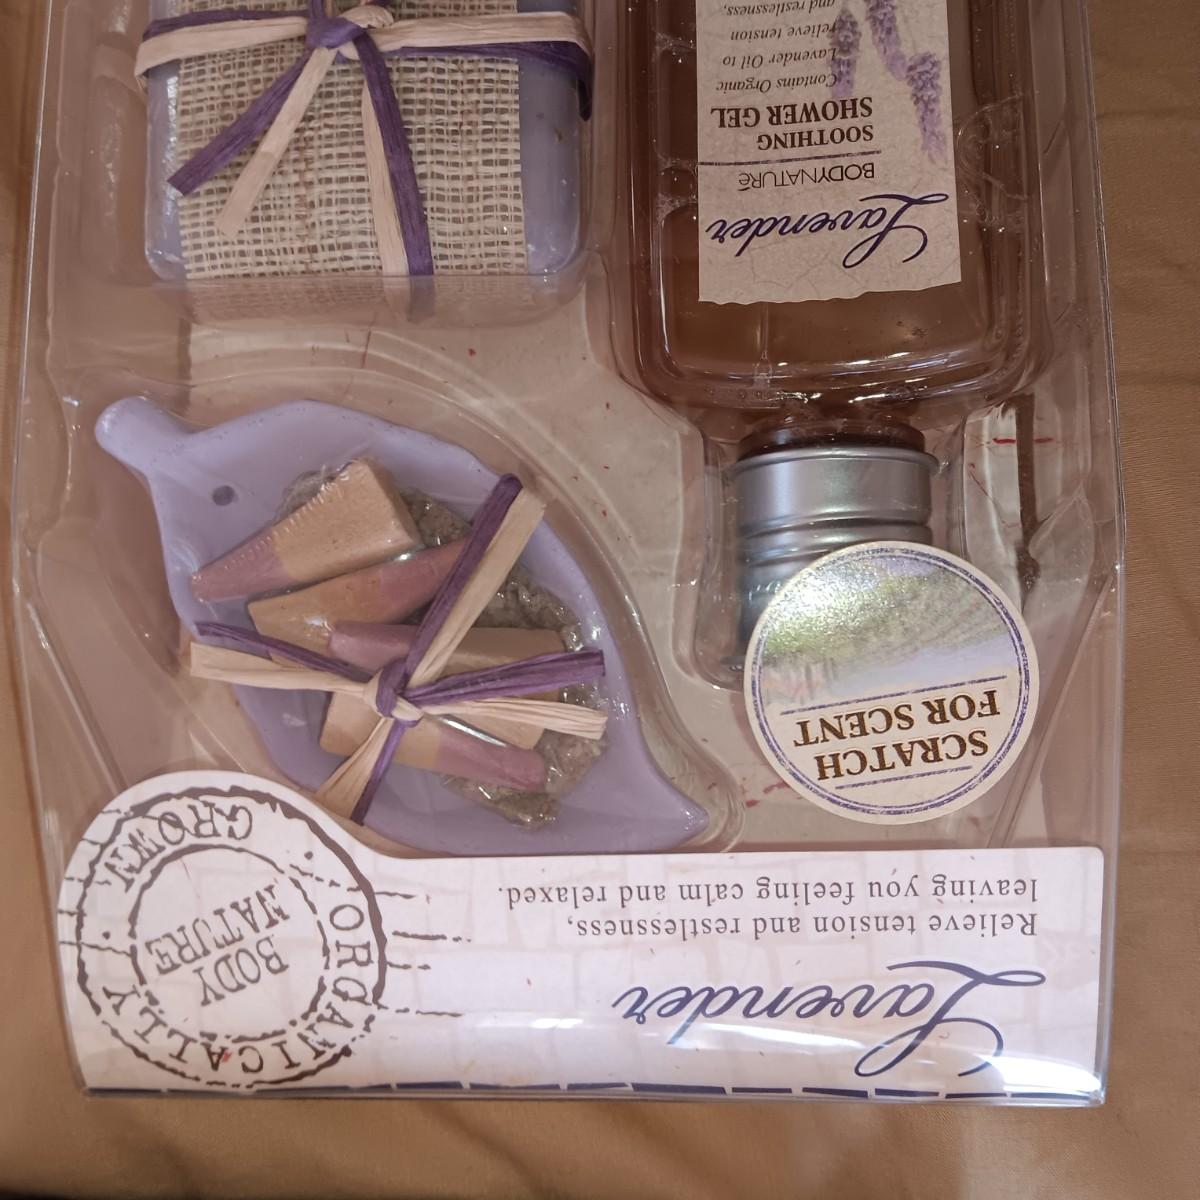 Lavender
Relieve tension and restlessness,
leaving you feeling calm and relaxed.
ORGANICALLY GROWN
BODY
NATURE
SCRATCH
FOR SCENT
Lavender
BODYNATURé
SOOTHING
SHOWER GEL
Contains Organic
Lavender Oil to
relieve tension
and restlessness,